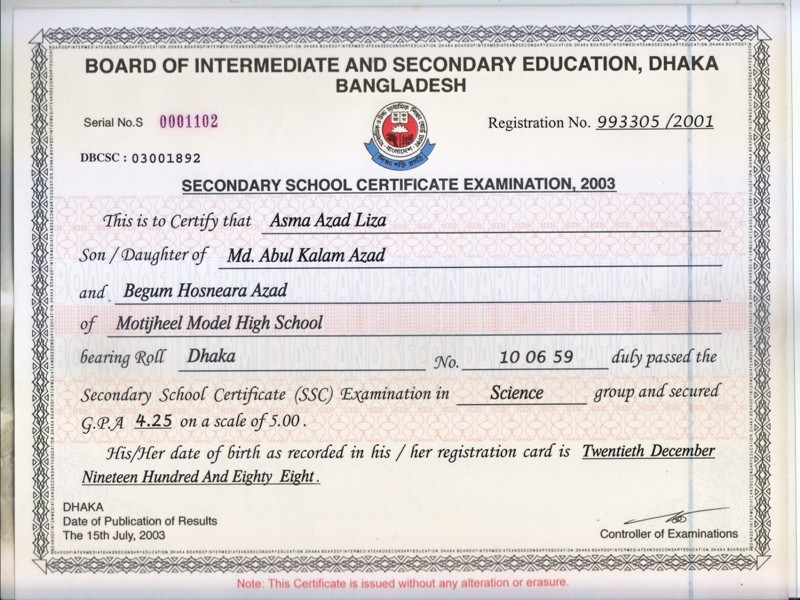 BOARD OF INTERMEDIATE AND SECONDARY EDUCATION, DHAKA
BANGLADESH
Serial No.S 0001102
Registration No. 993305 /2001
DBCSC : 03001892
SECONDARY SCHOOL CERTIFICATE EXAMINATION, 2003
This is to Certify that Asma Azad Liza
Son / Daughter of Md. Abul Kalam Azad
and Begum Hosneara Azad
of Motijheel Model High School
bearing Roll Dhaka No. 10 06 59 duly passed the
Secondary School Certificate (SSC) Examination in Science group and secured
G.P.A 4.25 on a scale of 5.00 .
His/Her date of birth as recorded in his / her registration card is Twentieth December
Nineteen Hundred And Eighty Eight .
DHAKA
Date of Publication of Results
The 15th July, 2003
Controller of Examinations
Note: This Certificate is issued without any alteration or erasure.